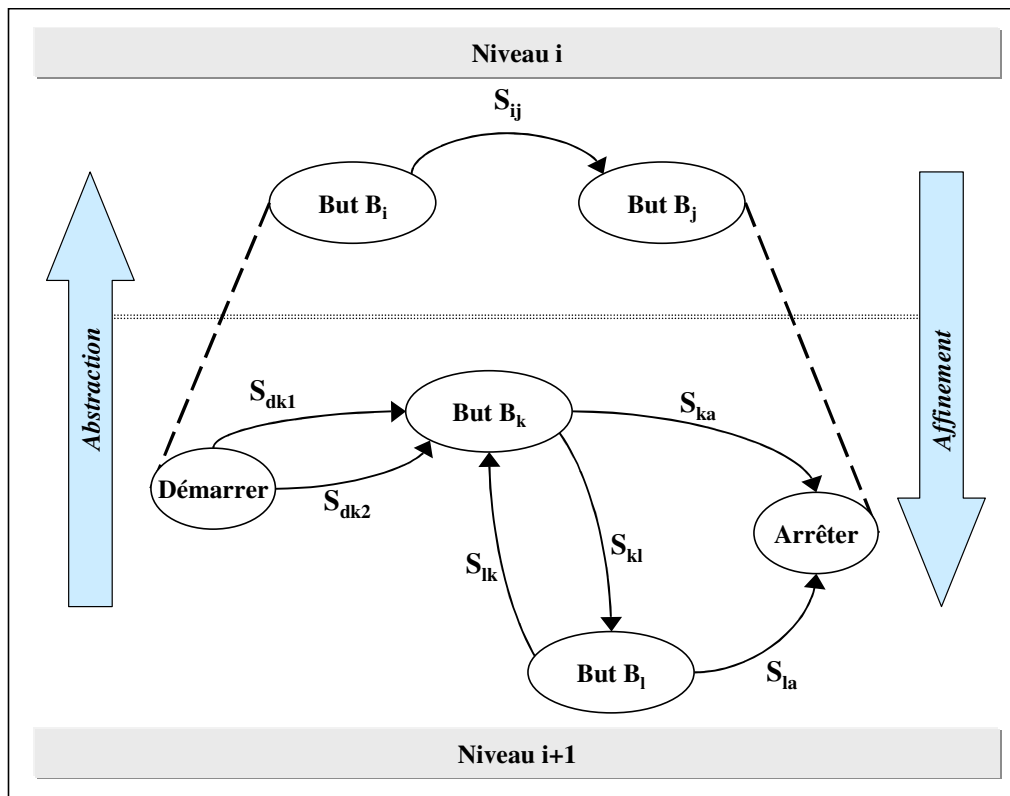 Niveau i
S_ij
But B_i
But B_j
Abstraction
Affinement
S_dk1
But B_k
S_ka
Démarrer
S_dk2
Arrêter
S_lk
S_kl
But B_l
S_la
Niveau i+1